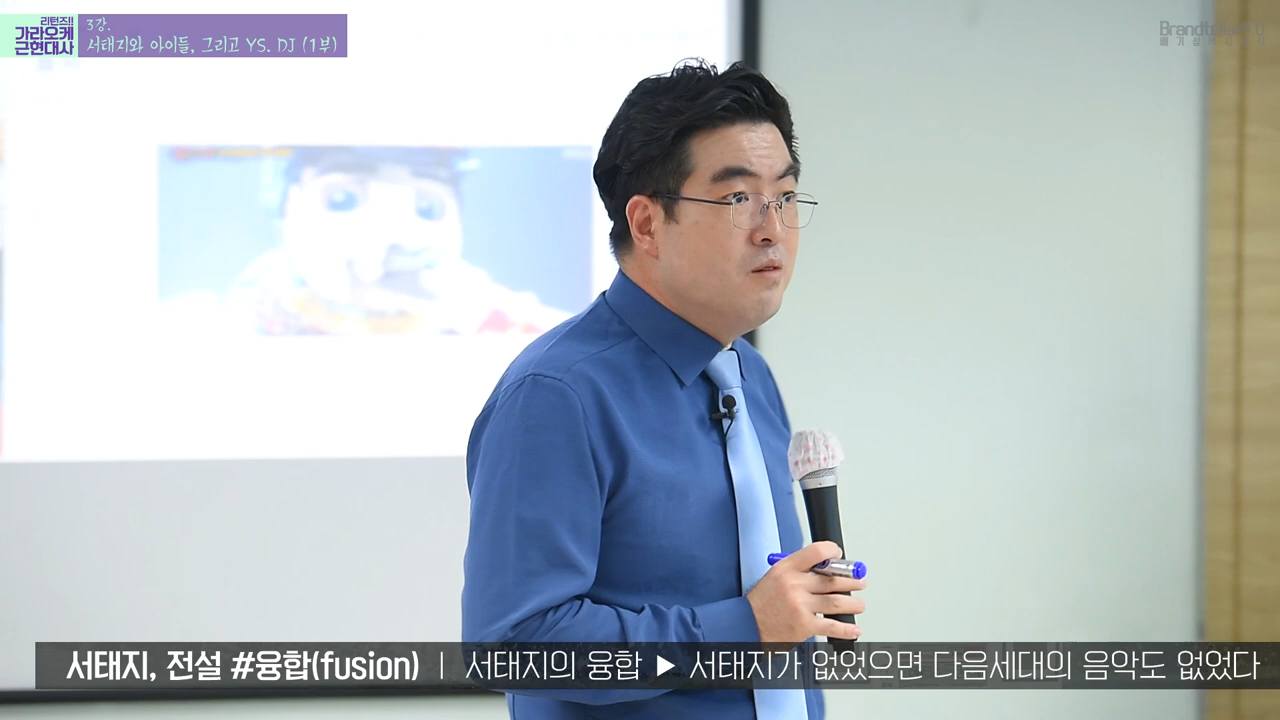 리턴즈!!
가라오케
근현대사
3강.
서태지와 아이들, 그리고 YS. DJ (1부)
서태지, 전설 #융합(fusion) | 서태지의 융합 ▶ 서태지가 없었으면 다음세대의 음악도 없었다